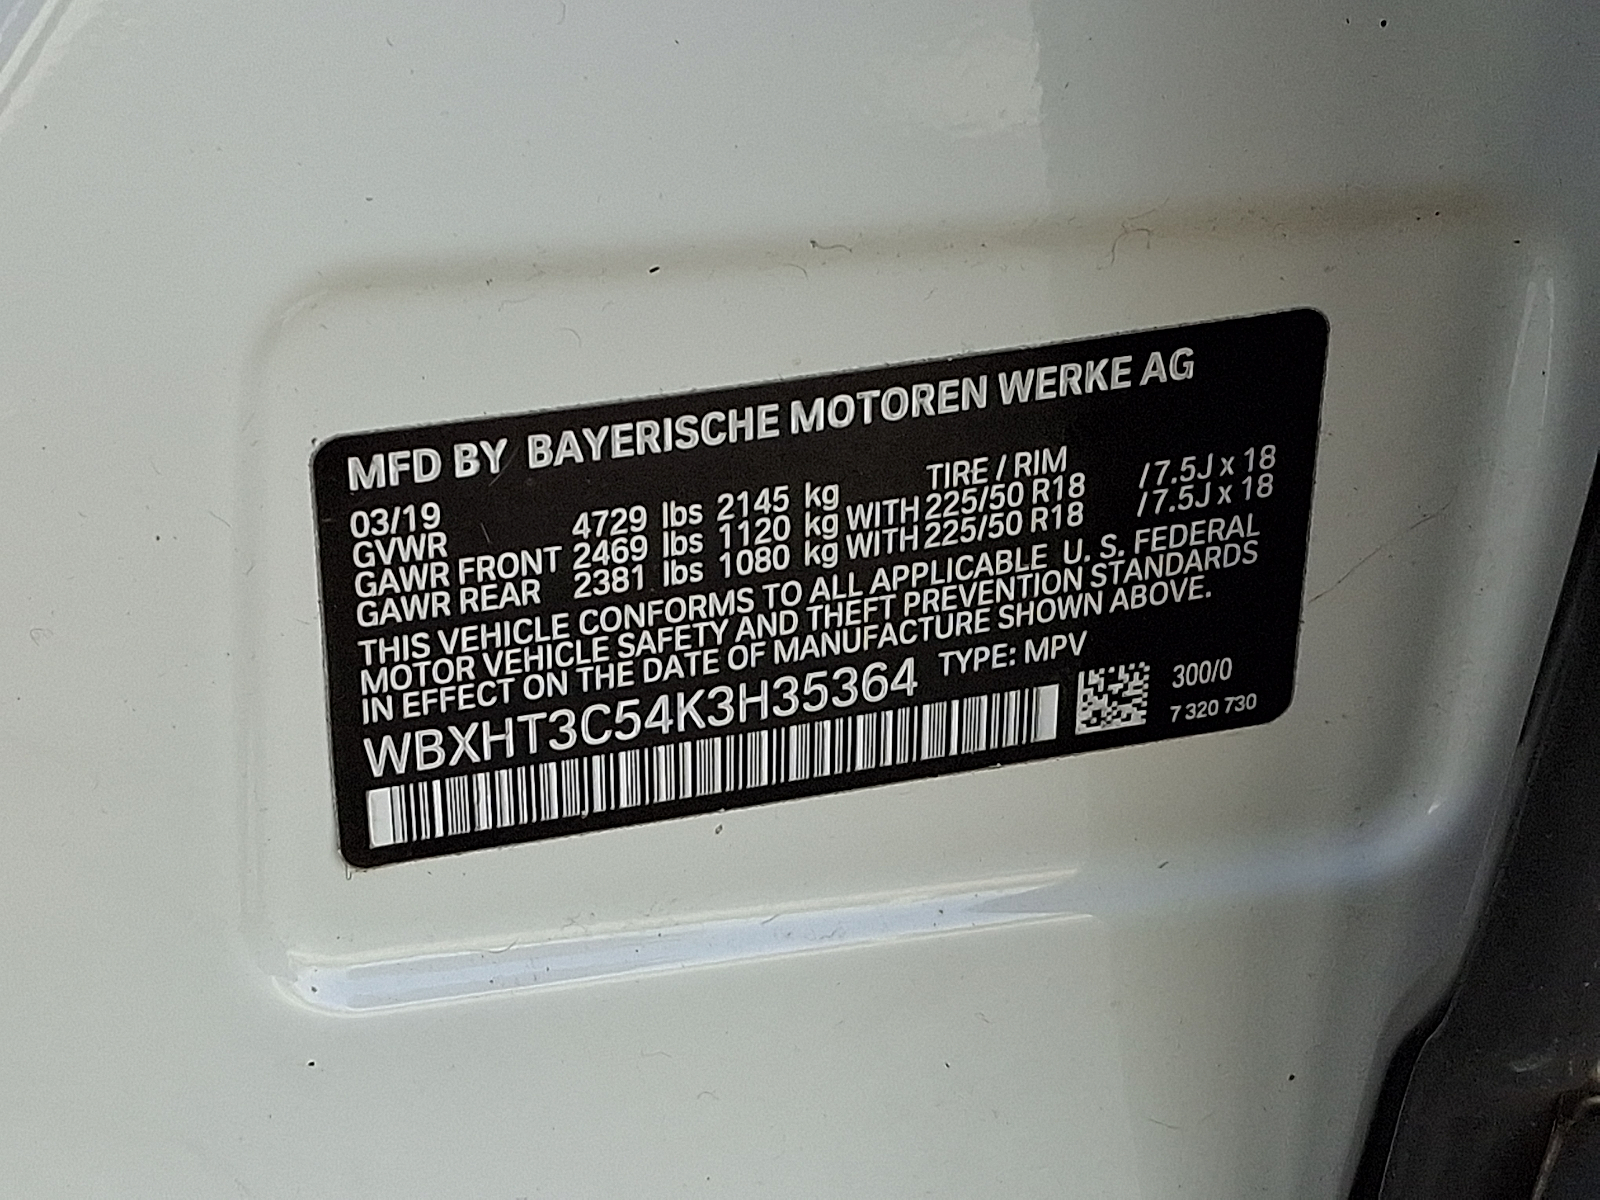 MFD BY BAYERISCHE MOTOREN WERKE AG
03/19 TIRE / RIM
GVWR 4729 lbs 2145 kg
GAWR FRONT 2469 lbs 1120 kg WITH 225/50 R18 /7.5J x 18
GAWR REAR 2381 lbs 1080 kg WITH 225/50 R18 /7.5J x 18
THIS VEHICLE CONFORMS TO ALL APPLICABLE U. S. FEDERAL
MOTOR VEHICLE SAFETY AND THEFT PREVENTION STANDARDS
IN EFFECT ON THE DATE OF MANUFACTURE SHOWN ABOVE.
WBXHT3C54K3H35364 TYPE: MPV
300/0
7 320 730